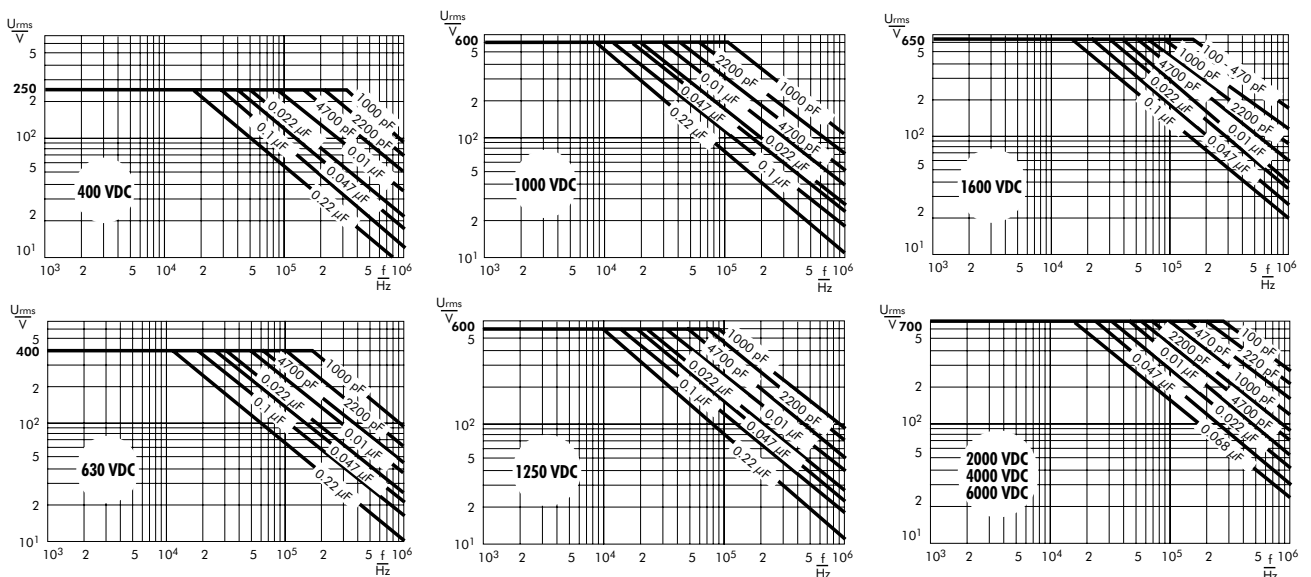 Urms
V
5
250
2
10²
5
2
10¹
10³ 2 5 10⁴ 2 5 10⁵ 2 5 10⁶
f
Hz
400 VDC
1000 pF
2200 pF
4700 pF
0.01 µF
0.022 µF
0.047 µF
0.1 µF
0.22 µF
Urms
V
600
5
2
10²
5
2
10¹
10³ 2 5 10⁴ 2 5 10⁵ 2 5 10⁶
f
Hz
1000 VDC
1000 pF
2200 pF
4700 pF
0.01 µF
0.022 µF
0.047 µF
0.1 µF
0.22 µF
Urms
V
650
5
2
10²
5
2
10¹
10³ 2 5 10⁴ 2 5 10⁵ 2 5 10⁶
f
Hz
1600 VDC
100 - 470 pF
1000 pF
2200 pF
4700 pF
0.01 µF
0.022 µF
0.047 µF
0.1 µF
Urms
V
5
400
2
10²
5
2
10¹
10³ 2 5 10⁴ 2 5 10⁵ 2 5 10⁶
f
Hz
630 VDC
1000 pF
2200 pF
4700 pF
0.01 µF
0.022 µF
0.047 µF
0.1 µF
0.22 µF
Urms
V
600
5
2
10²
5
2
10¹
10³ 2 5 10⁴ 2 5 10⁵ 2 5 10⁶
f
Hz
1250 VDC
1000 pF
2200 pF
4700 pF
0.01 µF
0.022 µF
0.047 µF
0.1 µF
0.22 µF
Urms
V
700
5
2
10²
5
2
10¹
10³ 2 5 10⁴ 2 5 10⁵ 2 5 10⁶
f
Hz
2000 VDC
4000 VDC
6000 VDC
100 pF
220 pF
470 pF
1000 pF
2200 pF
4700 pF
0.01 µF
0.022 µF
0.047 µF
0.068 µF